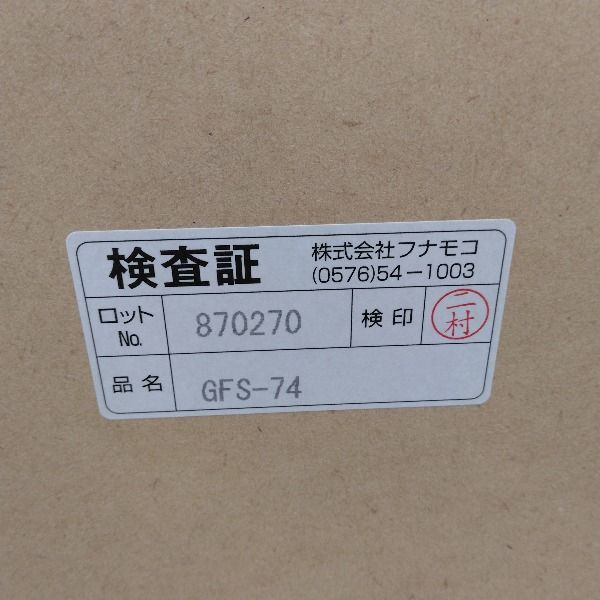 検査証
株式会社フナモコ
(0576)54-1003
ロット
No.
870270
検印
二村
品名
GFS-74